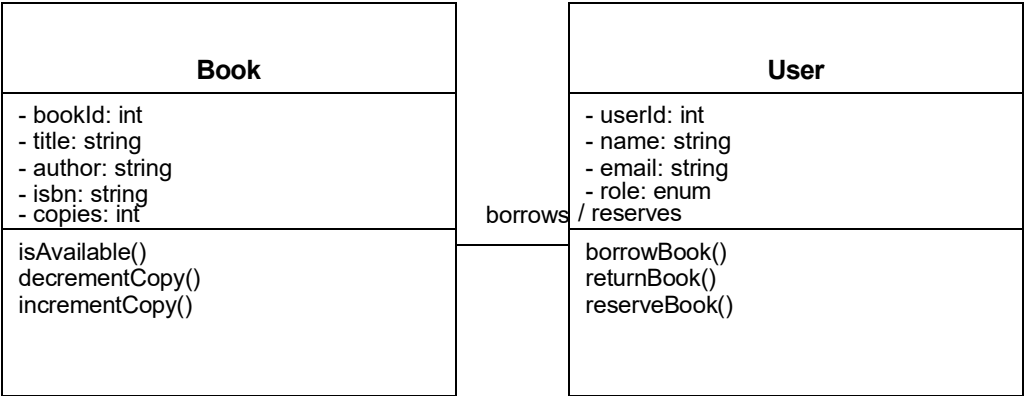 Book
- bookId: int
- title: string
- author: string
- isbn: string
- copies: int
isAvailable()
decrementCopy()
incrementCopy()
borrows / reserves
User
- userId: int
- name: string
- email: string
- role: enum
borrowBook()
returnBook()
reserveBook()